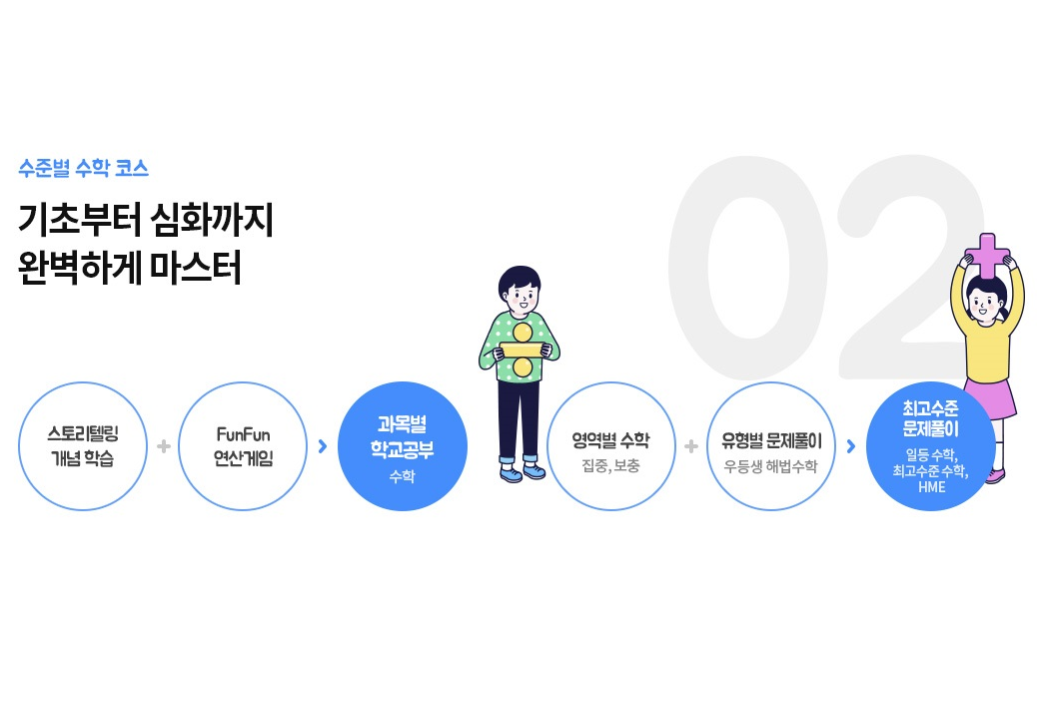 수준별 수학 코스
기초부터 심화까지
완벽하게 마스터
02
스토리텔링
개념 학습
+
FunFun
연산게임
>
과목별
학교공부
수학
영역별 수학
집중, 보충
+
유형별 문제풀이
우등생 해법수학
>
최고수준
문제풀이
일등 수학,
최고수준 수학,
HME